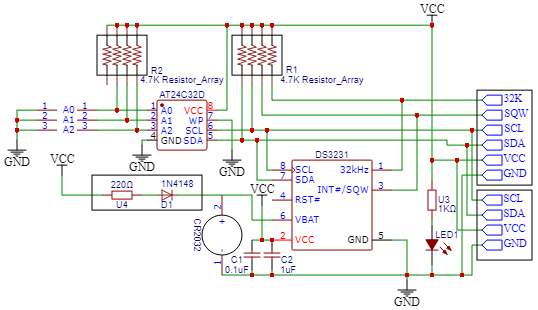 VCC
R2
4.7K Resistor_Array
R1
4.7K Resistor_Array
AT24C32D
1 A0 1
2 A1 2
3 A2 3
1 A0 VCC 8
2 A1 WP 7
3 A2 SCL 6
4 GND SDA 5
GND
GND
GND
VCC
220Ω
U4
1N4148
D1
VCC
2
CR2032
+
-
1
C1
0.1uF
C2
1uF
DS3231
8 SCL
7 SDA
4 RST#
6 VBAT
2 VCC
32kHz 1
INT#/SQW 3
GND 5
GND
U3
1KΩ
LED1
32K
SQW
SCL
SDA
VCC
GND
SCL
SDA
VCC
GND